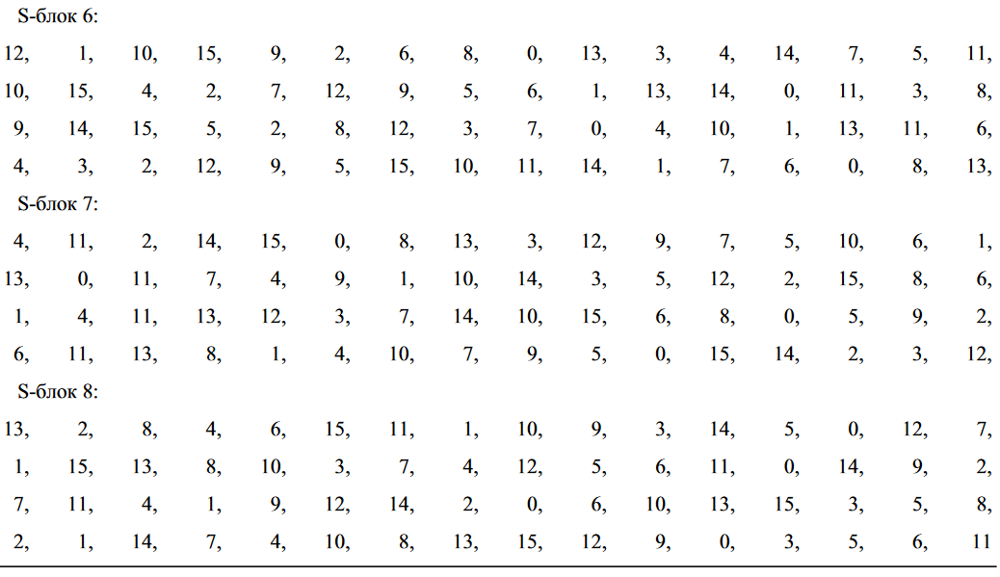 S-блок 6:
12, 1, 10, 15, 9, 2, 6, 8, 0, 13, 3, 4, 14, 7, 5, 11,
10, 15, 4, 2, 7, 12, 9, 5, 6, 1, 13, 14, 0, 11, 3, 8,
9, 14, 15, 5, 2, 8, 12, 3, 7, 0, 4, 10, 1, 13, 11, 6,
4, 3, 2, 12, 9, 5, 15, 10, 11, 14, 1, 7, 6, 0, 8, 13,
S-блок 7:
4, 11, 2, 14, 15, 0, 8, 13, 3, 12, 9, 7, 5, 10, 6, 1,
13, 0, 11, 7, 4, 9, 1, 10, 14, 3, 5, 12, 2, 15, 8, 6,
1, 4, 11, 13, 12, 3, 7, 14, 10, 15, 6, 8, 0, 5, 9, 2,
6, 11, 13, 8, 1, 4, 10, 7, 9, 5, 0, 15, 14, 2, 3, 12,
S-блок 8:
13, 2, 8, 4, 6, 15, 11, 1, 10, 9, 3, 14, 5, 0, 12, 7,
1, 15, 13, 8, 10, 3, 7, 4, 12, 5, 6, 11, 0, 14, 9, 2,
7, 11, 4, 1, 9, 12, 14, 2, 0, 6, 10, 13, 15, 3, 5, 8,
2, 1, 14, 7, 4, 10, 8, 13, 15, 12, 9, 0, 3, 5, 6, 11